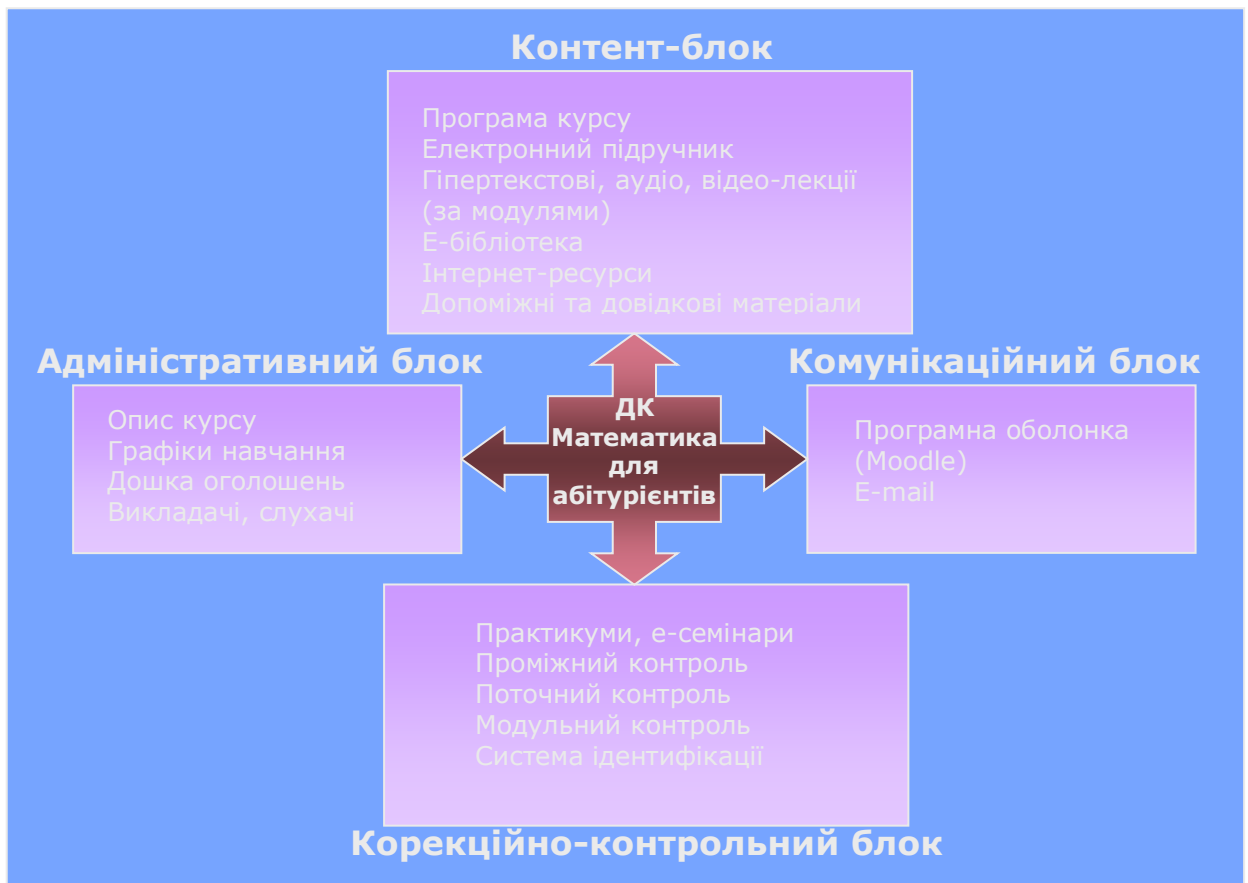 Контент-блок
Програма курсу
Електронний підручник
Гіпертекстові, аудіо, відео-лекції
(за модулями)
Е-бібліотека
Інтернет-ресурси
Допоміжні та довідкові матеріали
Адміністративний блок
Опис курсу
Графіки навчання
Дошка оголошень
Викладачі, слухачі
ДК
Математика
для
абітурієнтів
Комунікаційний блок
Програмна оболонка
(Moodle)
E-mail
Практикуми, е-семінари
Проміжний контроль
Поточний контроль
Модульний контроль
Система ідентифікації
Корекційно-контрольний блок